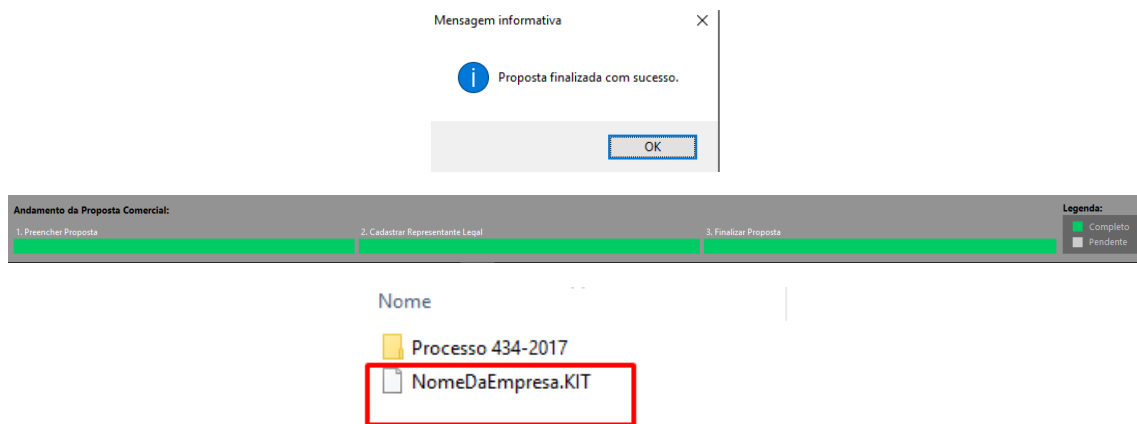 Mensagem informativa
Proposta finalizada com sucesso.
OK
Andamento da Proposta Comercial:
Legenda:
1. Preencher Proposta
2. Cadastrar Representante Legal
3. Finalizar Proposta
Completo
Pendente
Nome
Processo 434-2017
NomeDaEmpresa.KIT